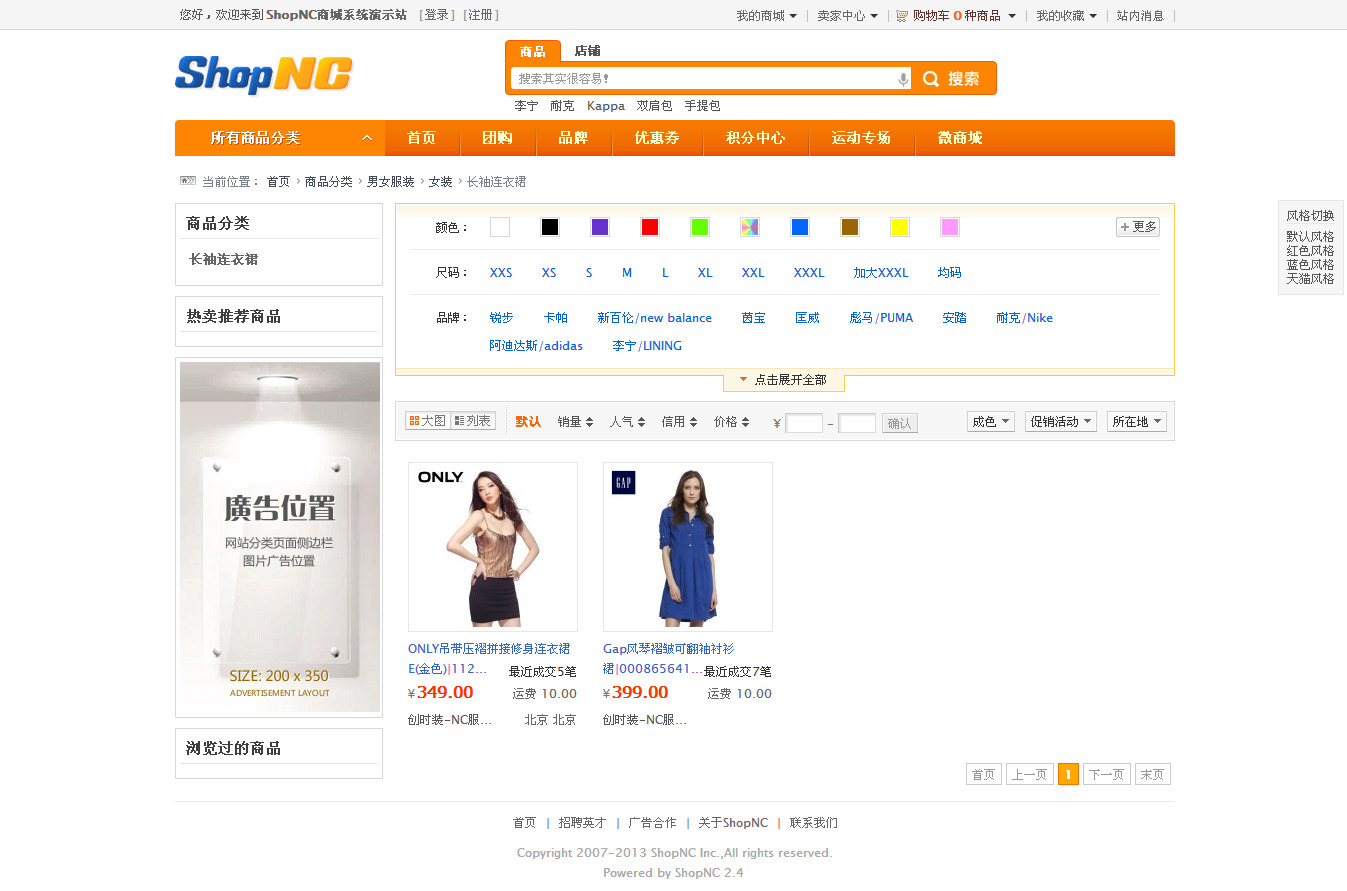 您好，欢迎来到ShopNC商城系统演示站 [登录] [注册]
我的商城 卖家中心 购物车0种商品 我的收藏 站内消息
ShopNC
商品 店铺
搜索其实很容易！ 搜索
李宁 耐克 Kappa 双肩包 手提包
所有商品分类 首页 团购 品牌 优惠券 积分中心 运动专场 微商城
当前位置： 首页 › 商品分类 › 男女服装 › 女装 › 长袖连衣裙
商品分类
长袖连衣裙
热卖推荐商品
廣告位置
网站分类页面侧边栏
图片广告位置
SIZE: 200 x 350
ADVERTISEMENT LAYOUT
浏览过的商品
颜色： +更多
尺码： XXS XS S M L XL XXL XXXL 加大XXXL 均码
品牌： 锐步 卡帕 新百伦/new balance 茵宝 匡威 彪马/PUMA 安踏 耐克/Nike
阿迪达斯/adidas 李宁/LINING
点击展开全部
大图 列表 默认 销量 人气 信用 价格 ¥ – 确认 成色 促销活动 所在地
ONLY
ONLY吊带压褶拼接修身连衣裙
E(金色)|112... 最近成交5笔
¥349.00 运费 10.00
创时装-NC服... 北京 北京
GAP
Gap风琴褶皱可翻袖衬衫
裙|000865641... 最近成交7笔
¥399.00 运费 10.00
创时装-NC服...
首页 上一页 1 下一页 末页
风格切换
默认风格
红色风格
蓝色风格
天猫风格
首页 | 招聘英才 | 广告合作 | 关于ShopNC | 联系我们
Copyright 2007-2013 ShopNC Inc.,All rights reserved.
Powered by ShopNC 2.4